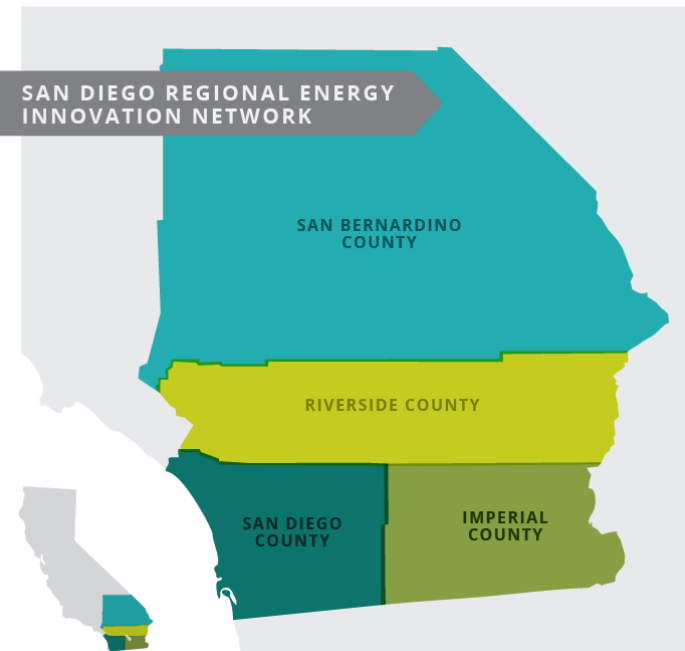 SAN DIEGO REGIONAL ENERGY
INNOVATION NETWORK
SAN BERNARDINO
COUNTY
RIVERSIDE COUNTY
SAN DIEGO
COUNTY
IMPERIAL
COUNTY